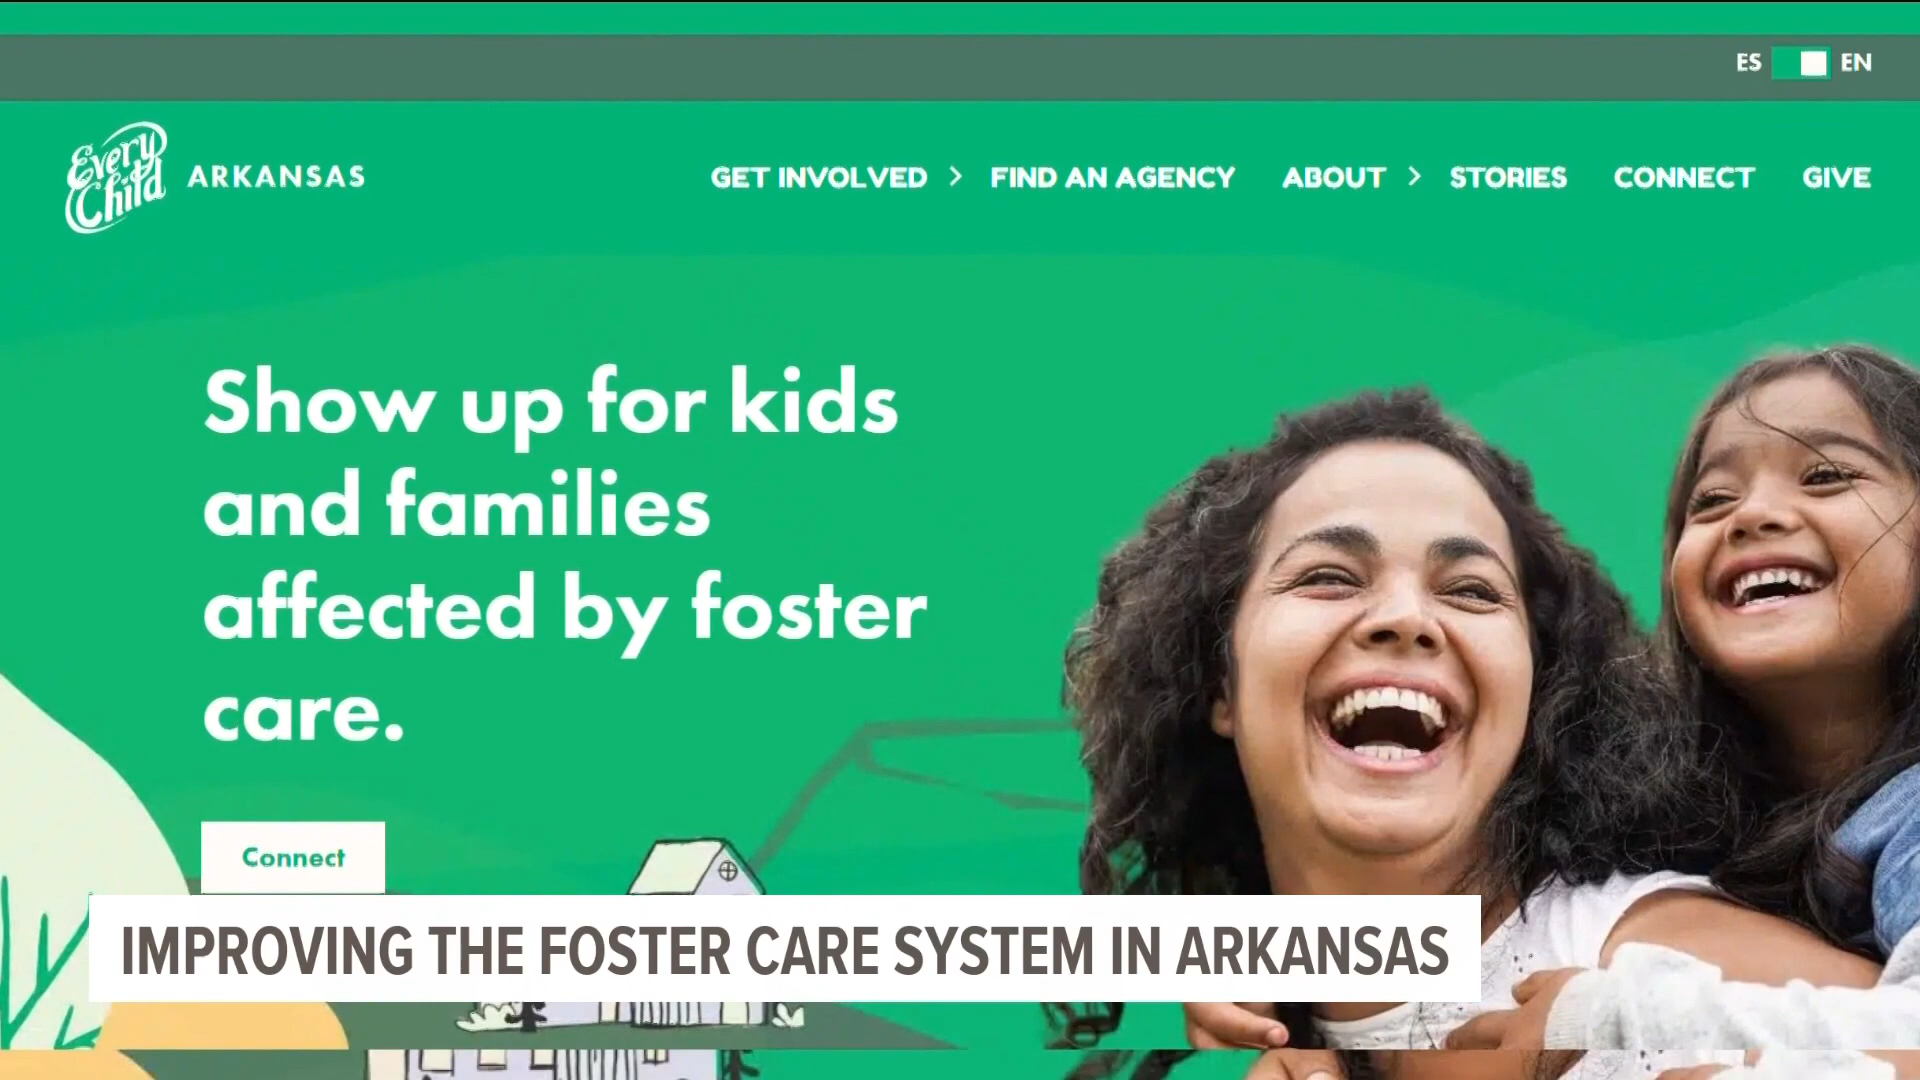 ES EN
Every
Child
ARKANSAS
GET INVOLVED > FIND AN AGENCY ABOUT > STORIES CONNECT GIVE
Show up for kids
and families
affected by foster
care.
Connect
IMPROVING THE FOSTER CARE SYSTEM IN ARKANSAS